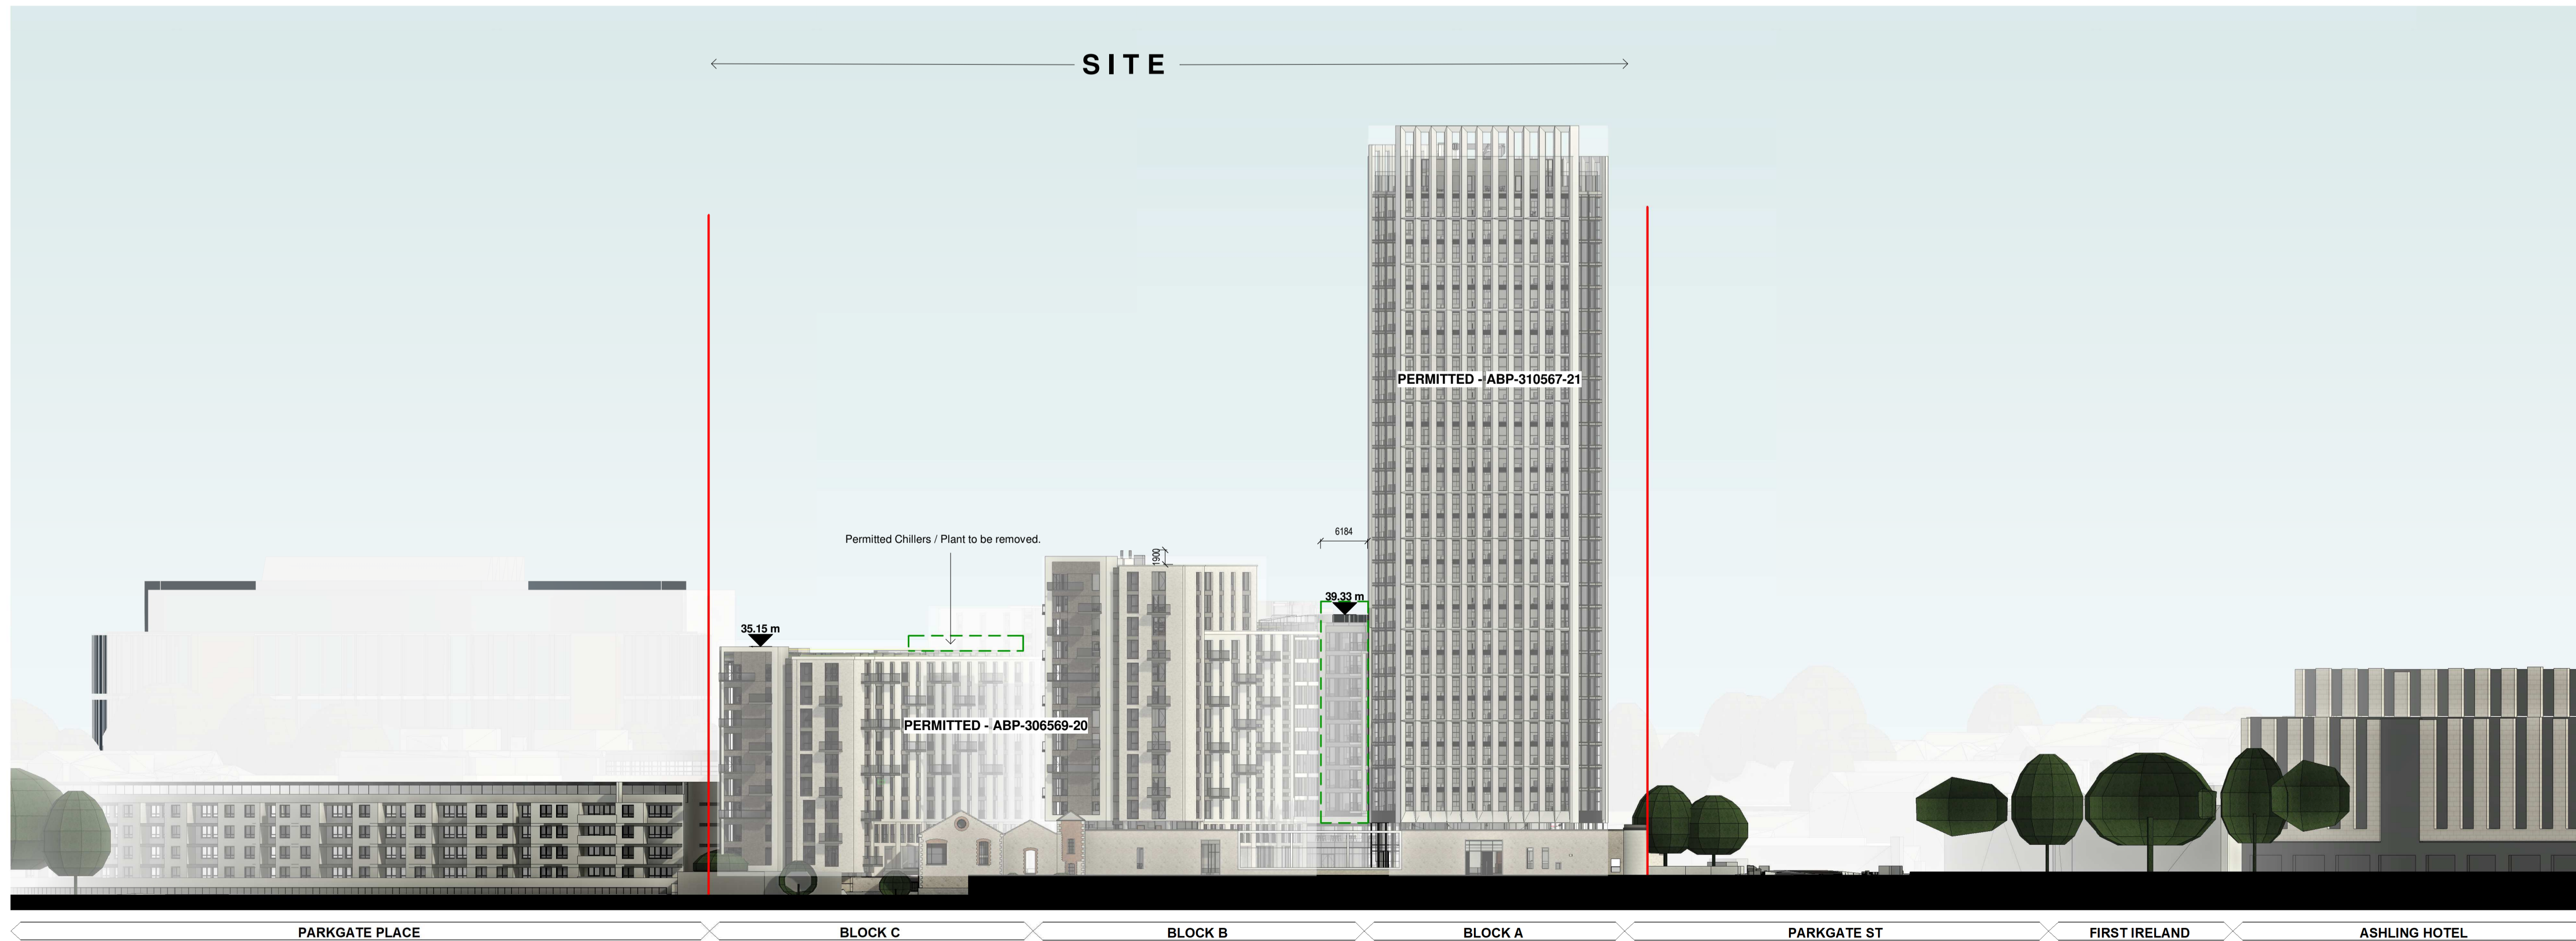 SITE
PERMITTED - ABP-310567-21
6184
Permitted Chillers / Plant to be removed.
1900
39.33 m
35.15 m
PERMITTED - ABP-306569-20
PARKGATE PLACE
BLOCK C
BLOCK B
BLOCK A
PARKGATE ST
FIRST IRELAND
ASHLING HOTEL